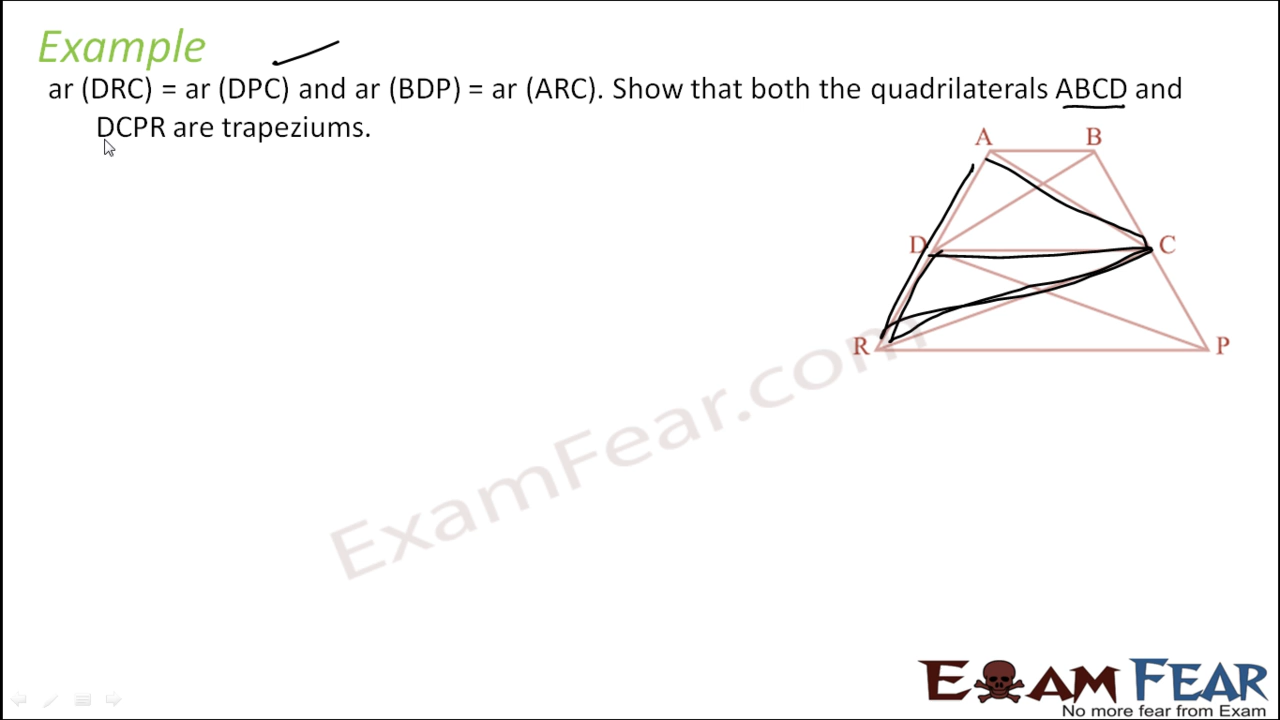 Example
ar (DRC) = ar (DPC) and ar (BDP) = ar (ARC). Show that both the quadrilaterals ABCD and
DCPR are trapeziums.
A B
D C
R P
ExamFear.com
EXAM FEAR
No more fear from Exam